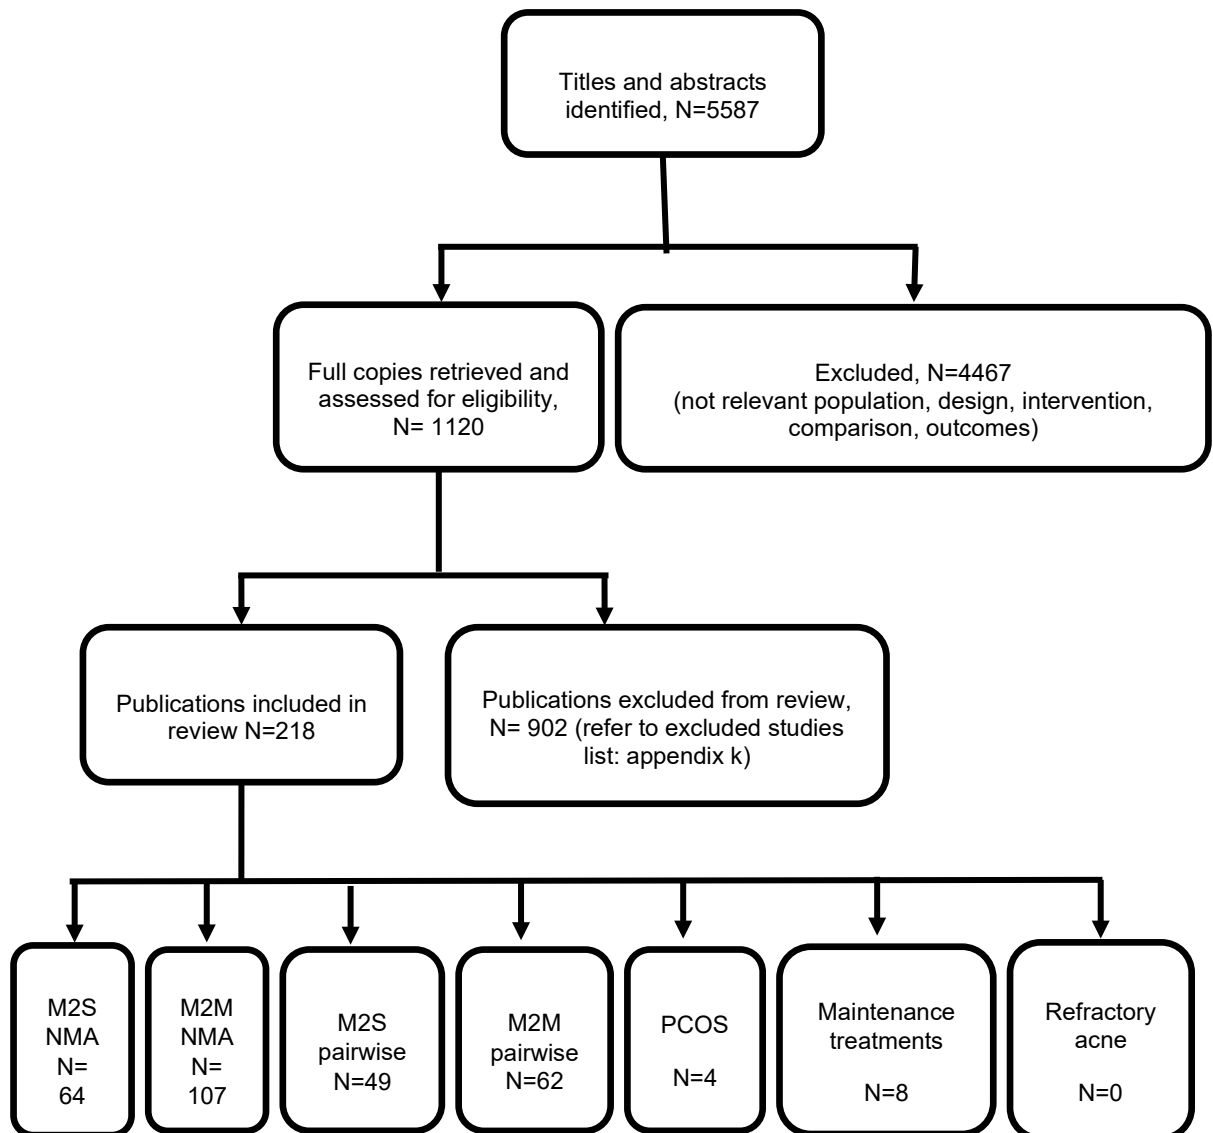 Titles and abstracts
identified, N=5587
Full copies retrieved and
assessed for eligibility,
N= 1120
Excluded, N=4467
(not relevant population, design, intervention,
comparison, outcomes)
Publications included in
review N=218
Publications excluded from review,
N= 902 (refer to excluded studies
list: appendix k)
M2S
NMA
N=
64
M2M
NMA
N=
107
M2S
pairwise
N=49
M2M
pairwise
N=62
PCOS
N=4
Maintenance
treatments
N=8
Refractory
acne
N=0